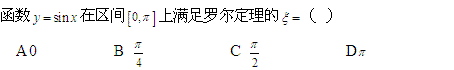 函数 y=sin x 在区间 [0,π] 上满足罗尔定理的 ξ=（ ）
A 0 B π/4 C π/2 D π